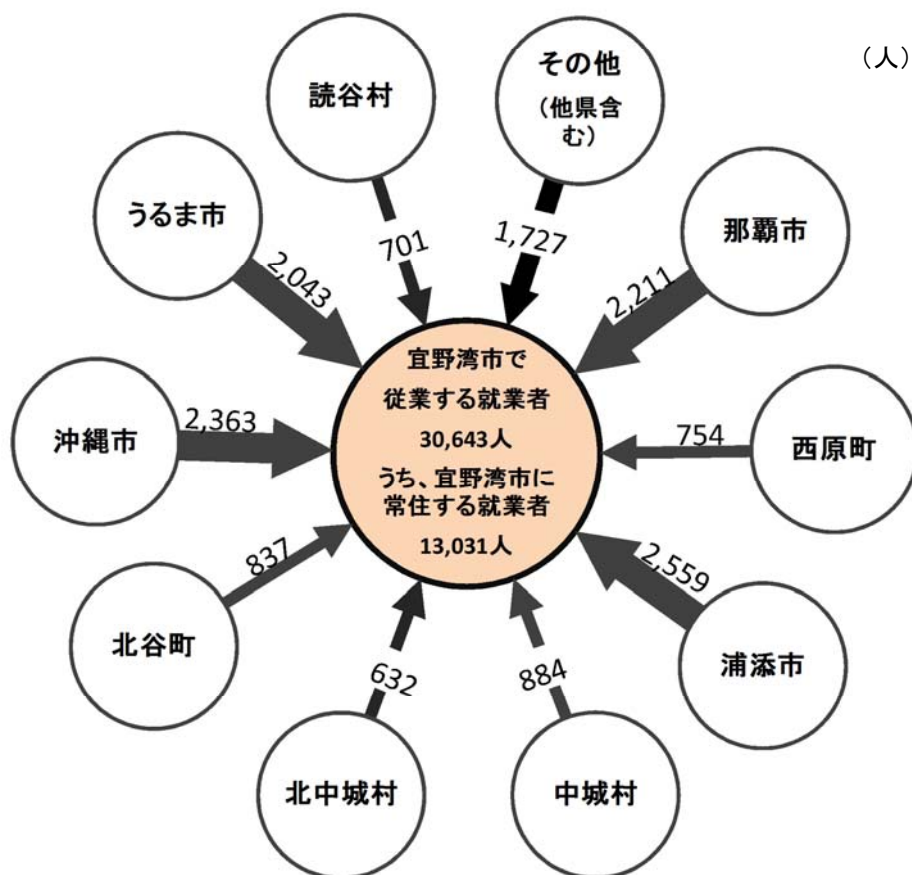 （人）
読谷村
その他
（他県含
む）
うるま市
那覇市
701
1,727
2,043
2,211
宜野湾市で
従業する就業者
30,643人
うち、宜野湾市に
常住する就業者
13,031人
沖縄市
2,363
754
西原町
837
2,559
北谷町
浦添市
632
884
北中城村
中城村